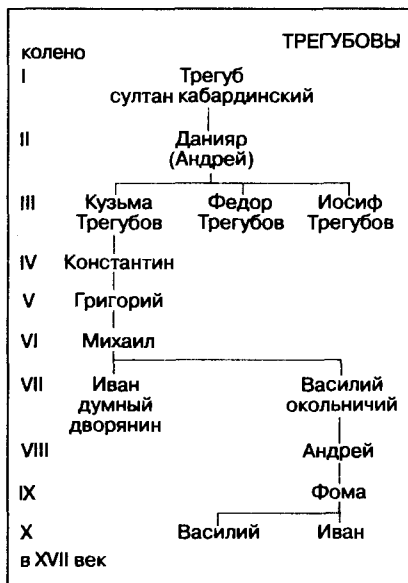 ТРЕГУБОВЫ
колено
I Трегуб
султан кабардинский
II Данияр
(Андрей)
III Кузьма Федор Иосиф
Трегубов Трегубов Трегубов
IV Константин
V Григорий
VI Михаил
VII Иван Василий
думный окольничий
дворянин
VIII Андрей
IX Фома
X Василий Иван
в XVII век